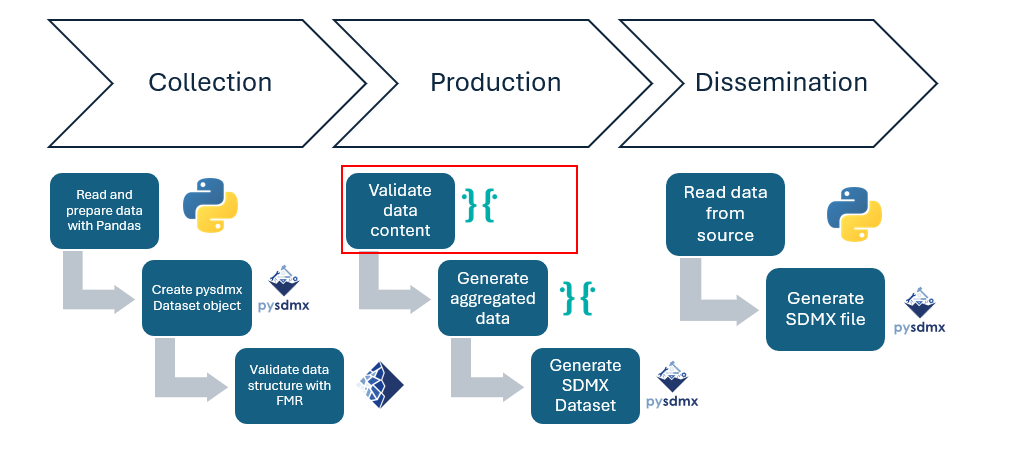 Collection
Production
Dissemination
Read and
prepare data
with Pandas
Create pysdmx
Dataset object
pysdmx
Validate data
structure with
FMR
Validate
data
content
Generate
aggregated
data
Generate
SDMX
Dataset
pysdmx
Read data
from
source
Generate
SDMX file
pysdmx